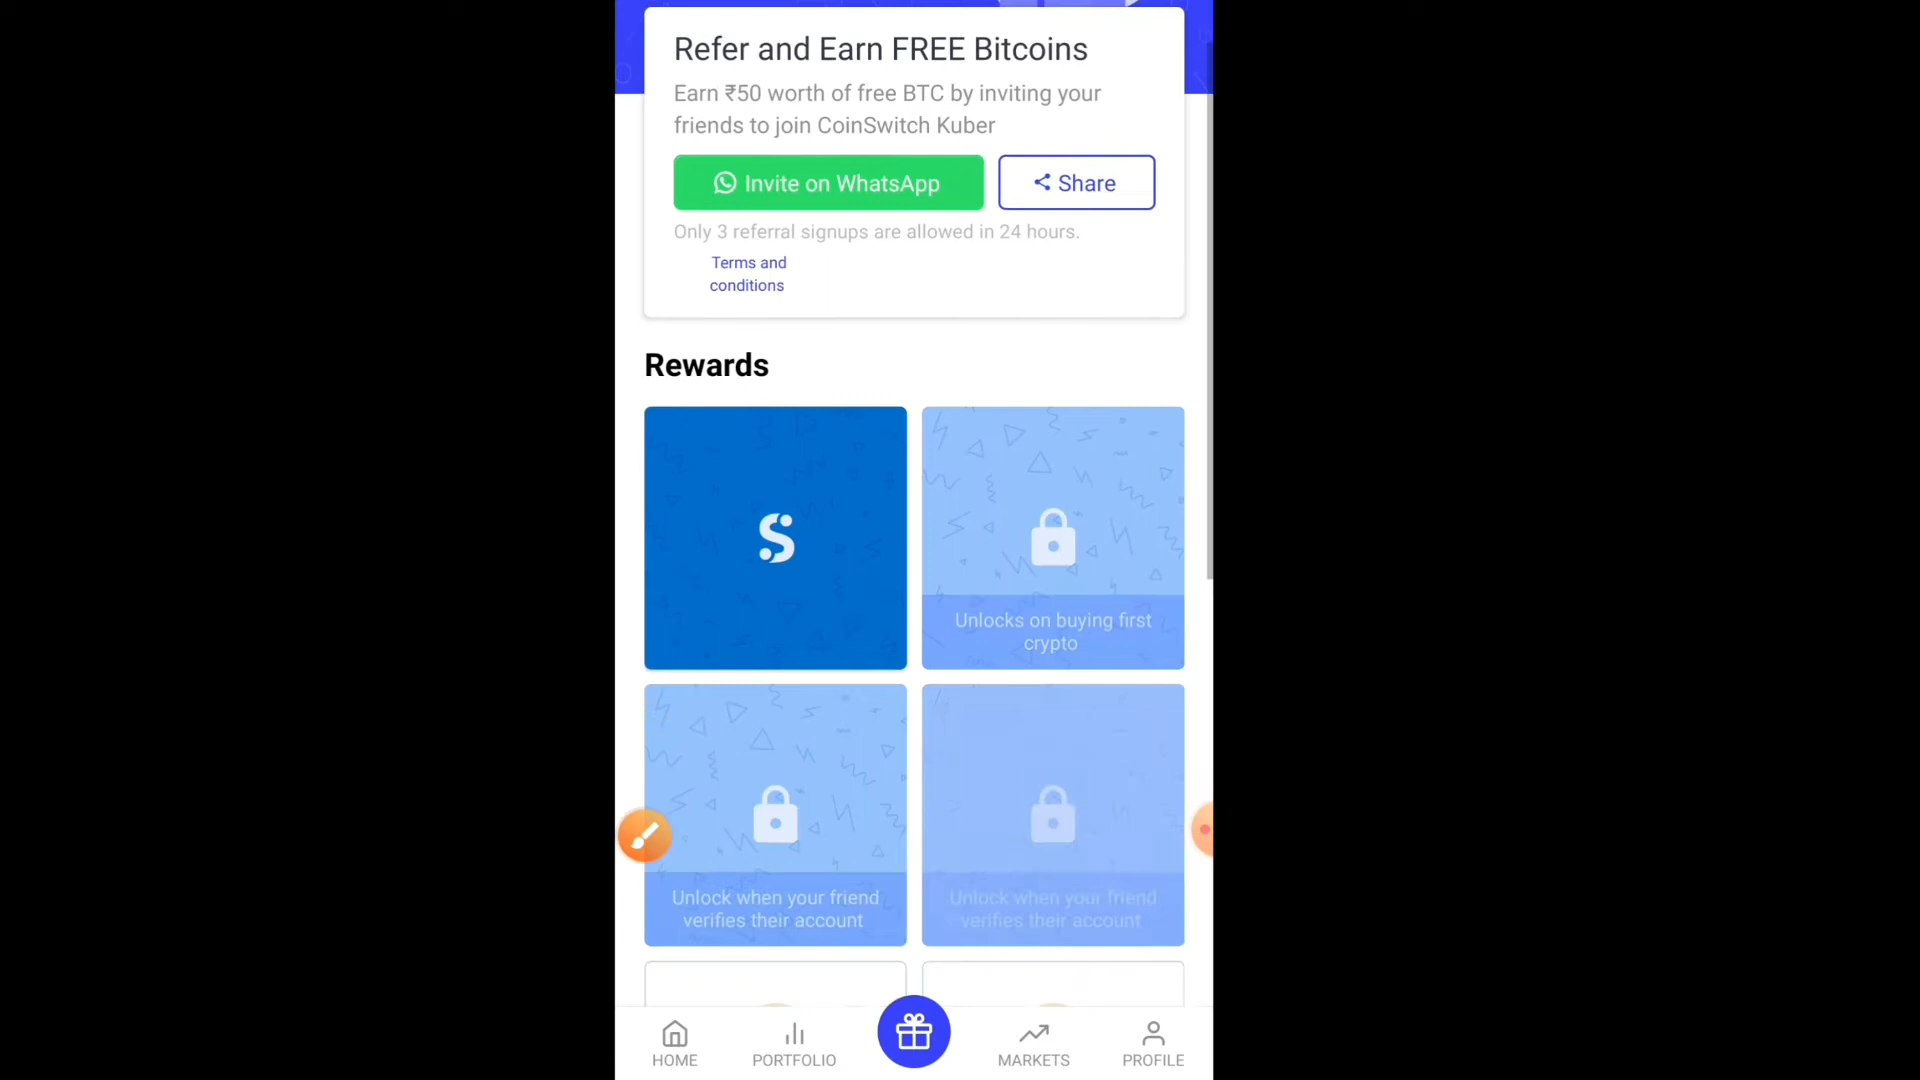 Refer and Earn FREE Bitcoins
Earn ₹50 worth of free BTC by inviting your
friends to join CoinSwitch Kuber
Invite on WhatsApp
Share
Only 3 referral signups are allowed in 24 hours.
Terms and
conditions
Rewards
Unlocks on buying first
crypto
Unlock when your friend
verifies their account
Unlock when your friend
verifies their account
HOME
PORTFOLIO
MARKETS
PROFILE